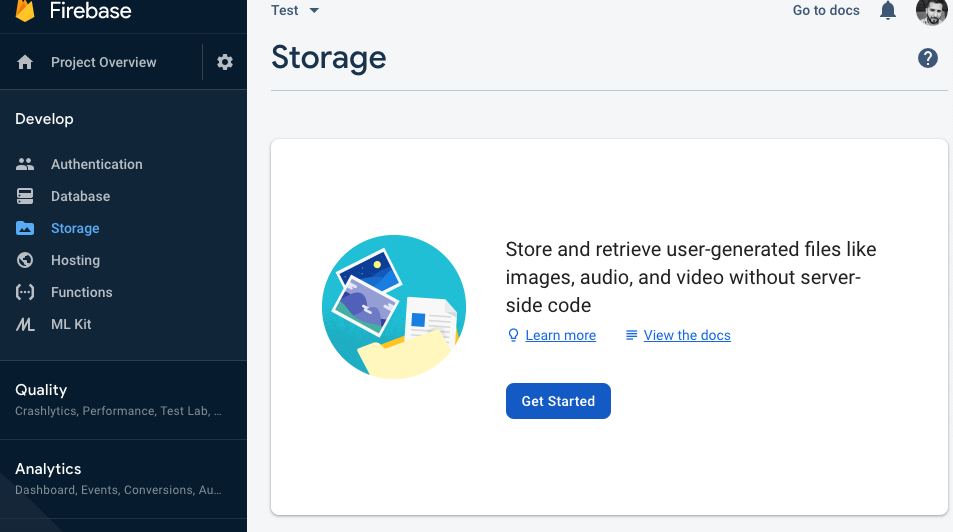 Firebase
Project Overview
Develop
Authentication
Database
Storage
Hosting
Functions
ML Kit
Quality
Crashlytics, Performance, Test Lab, ...
Analytics
Dashboard, Events, Conversions, Au...
Test
Go to docs
Storage
Store and retrieve user-generated files like
images, audio, and video without server-
side code
Learn more
View the docs
Get Started